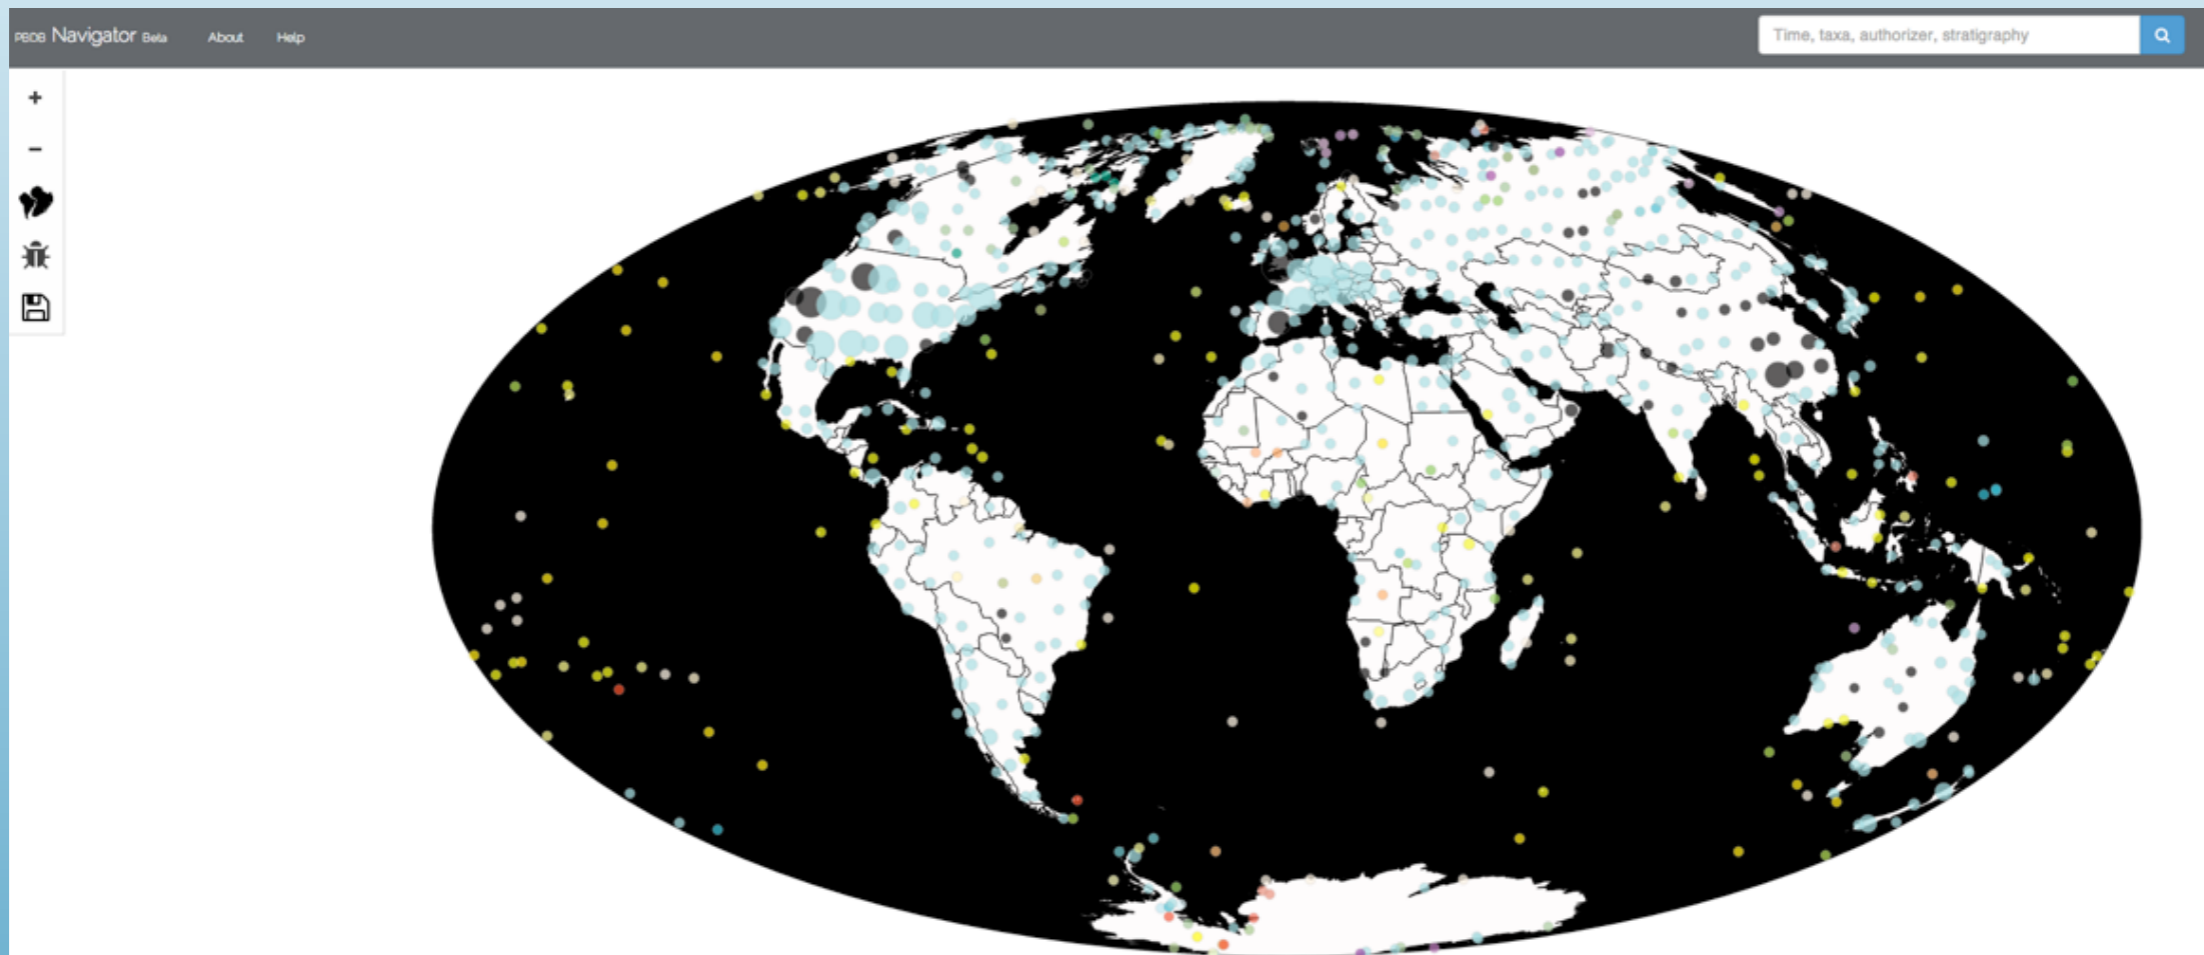 PBDB Navigator Beta
About
Help
Time, taxa, authorizer, stratigraphy
+
−